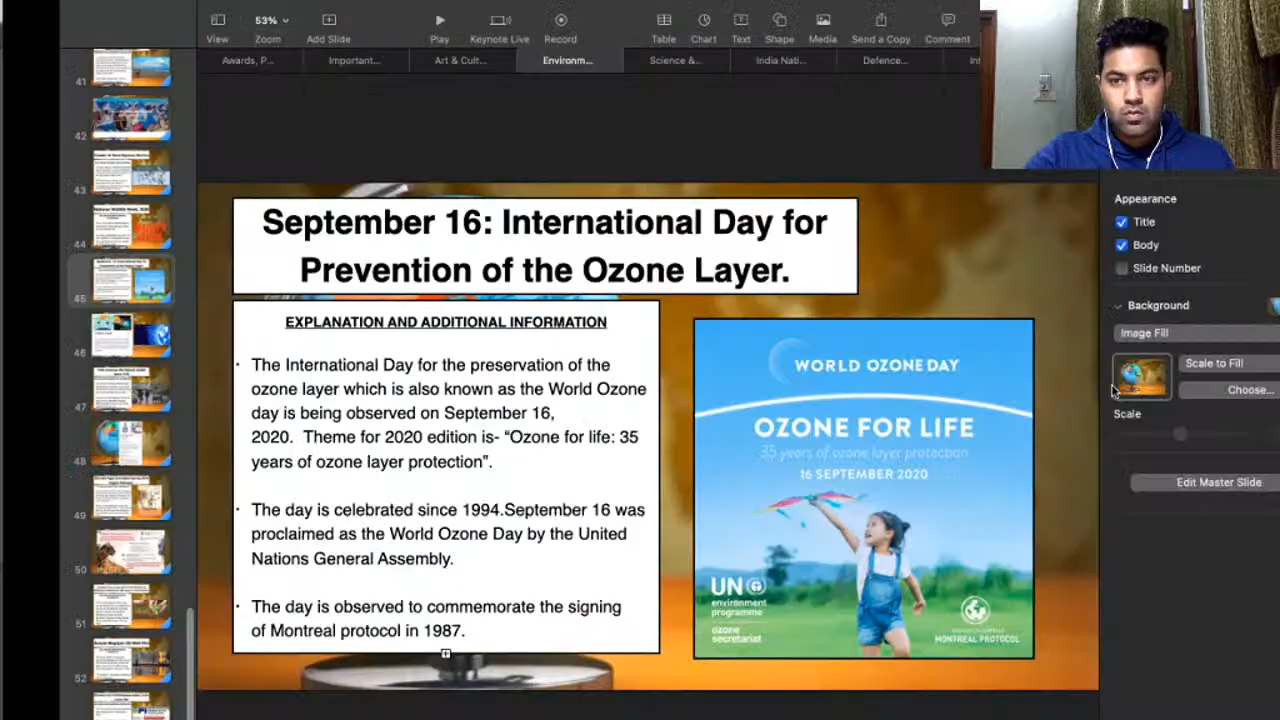 53%
View
Zoom
Add Slide
Play
Keynote Live
Record
Table
Chart
Text
Shape
Media
Send a Copy
Comment
Awards, P...
Important...
Art & Cult...
Environm...
Science &...
India Nati...
Defence...
41
42
43
44
45
46
47
48
49
50
51
52
September 16: International Day for
Prevention of the Ozone Layer.
EXPLANATION AND ADDITIONAL INFORMATION
The International Day for the preservation of the
ozone layer which is also known as the World Ozone
day is being observed on September 16,
2020. Theme for 2020 edition is- “Ozone for life: 35
years of ozone layer protection”.
The day is celebrated since 1994.September 16 was
proclaimed as the World Ozone Day by the United
Nations General Assembly.
The day is observed to commemorate the signing
of Montreal protocol in 1987.
WORLD OZONE DAY
OZONE FOR LIFE
35 years of ozone layer protection
16 SEPTEMBER 2020
UN
environment
programme
ozone
secretariat
MONTREAL PROTOCOL
Appearance
Title
Body
Slide Number
Background
Image Fill
Scale to Fill
Choose...
Scale
Edit Master Slide